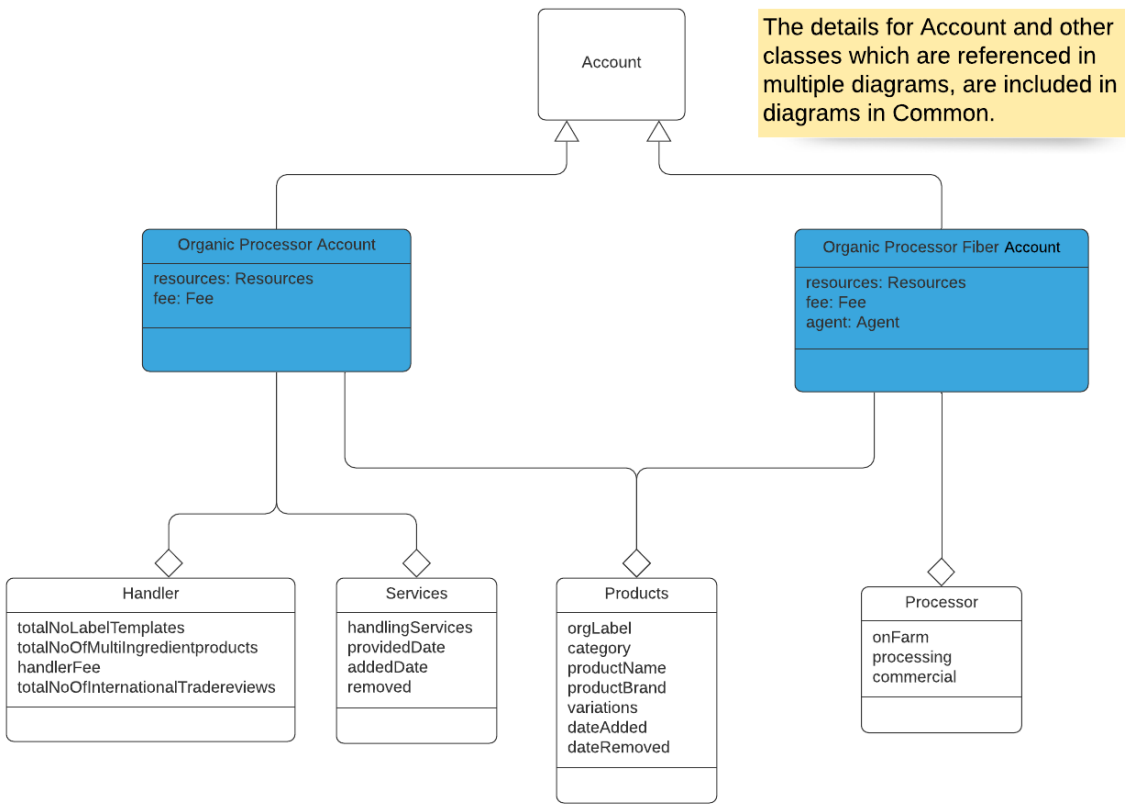 Account
The details for Account and other
classes which are referenced in
multiple diagrams, are included in
diagrams in Common.
Organic Processor Account
resources: Resources
fee: Fee
Organic Processor Fiber Account
resources: Resources
fee: Fee
agent: Agent
Handler
totalNoLabelTemplates
totalNoOfMultiIngredientproducts
handlerFee
totalNoOfInternationalTradereviews
Services
handlingServices
providedDate
addedDate
removed
Products
orgLabel
category
productName
productBrand
variations
dateAdded
dateRemoved
Processor
onFarm
processing
commercial